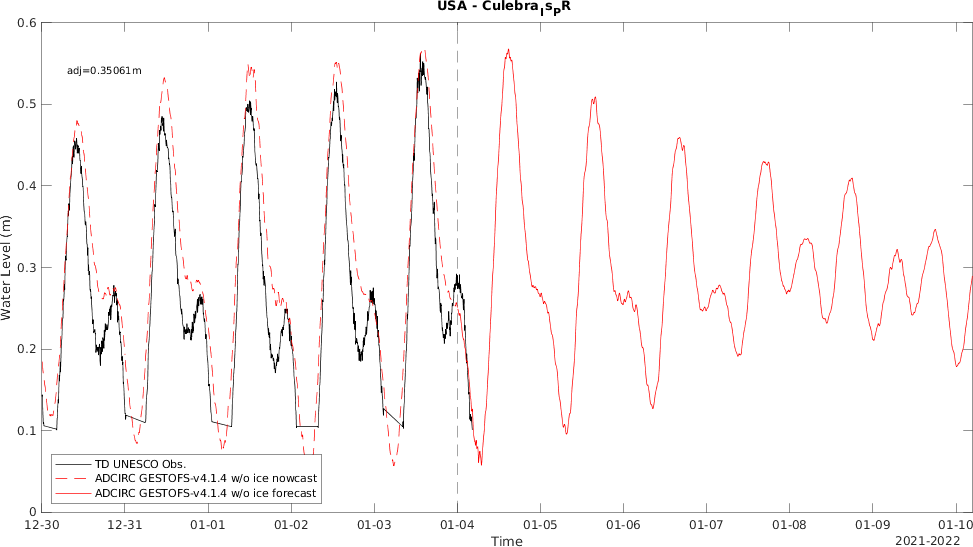 USA - Culebra_Is_PR
0.6
adj=0.35061m
0.5
0.4
0.3
0.2
0.1
0
Water Level (m)
TD UNESCO Obs.
ADCIRC GESTOFS-v4.1.4 w/o ice nowcast
ADCIRC GESTOFS-v4.1.4 w/o ice forecast
12-30 12-31 01-01 01-02 01-03 01-04 01-05 01-06 01-07 01-08 01-09 01-10
Time
2021-2022